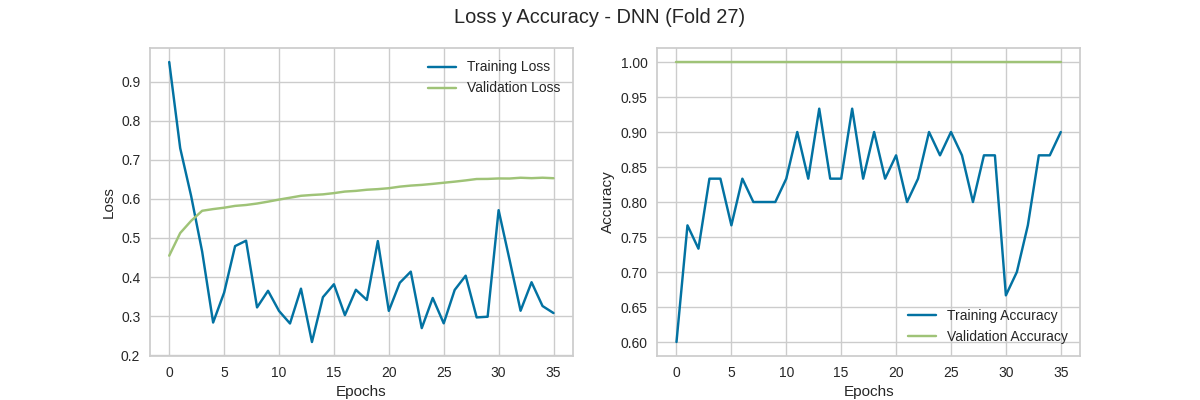 Loss y Accuracy - DNN (Fold 27)
Training Loss
Validation Loss
0.9
0.8
0.7
0.6
0.5
0.4
0.3
0.2
Loss
0 5 10 15 20 25 30 35
Epochs
1.00
0.95
0.90
0.85
0.80
0.75
0.70
0.65
0.60
Accuracy
Training Accuracy
Validation Accuracy
0 5 10 15 20 25 30 35
Epochs